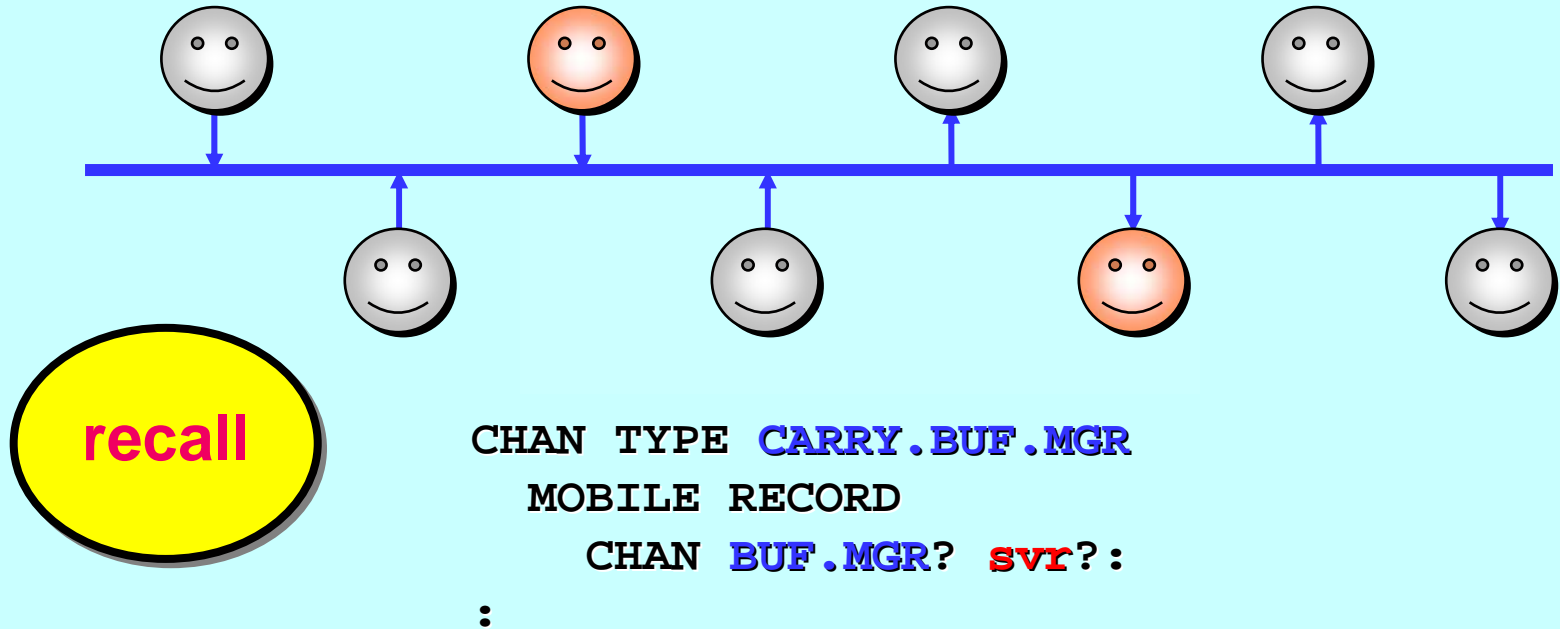 recall
CHAN TYPE CARRY.BUF.MGR
MOBILE RECORD
CHAN BUF.MGR? svr?:
: